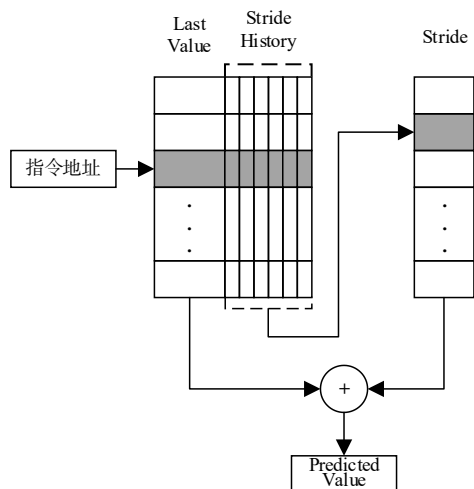 Last
Value
Stride
History
Stride
指令地址
+
Predicted
Value